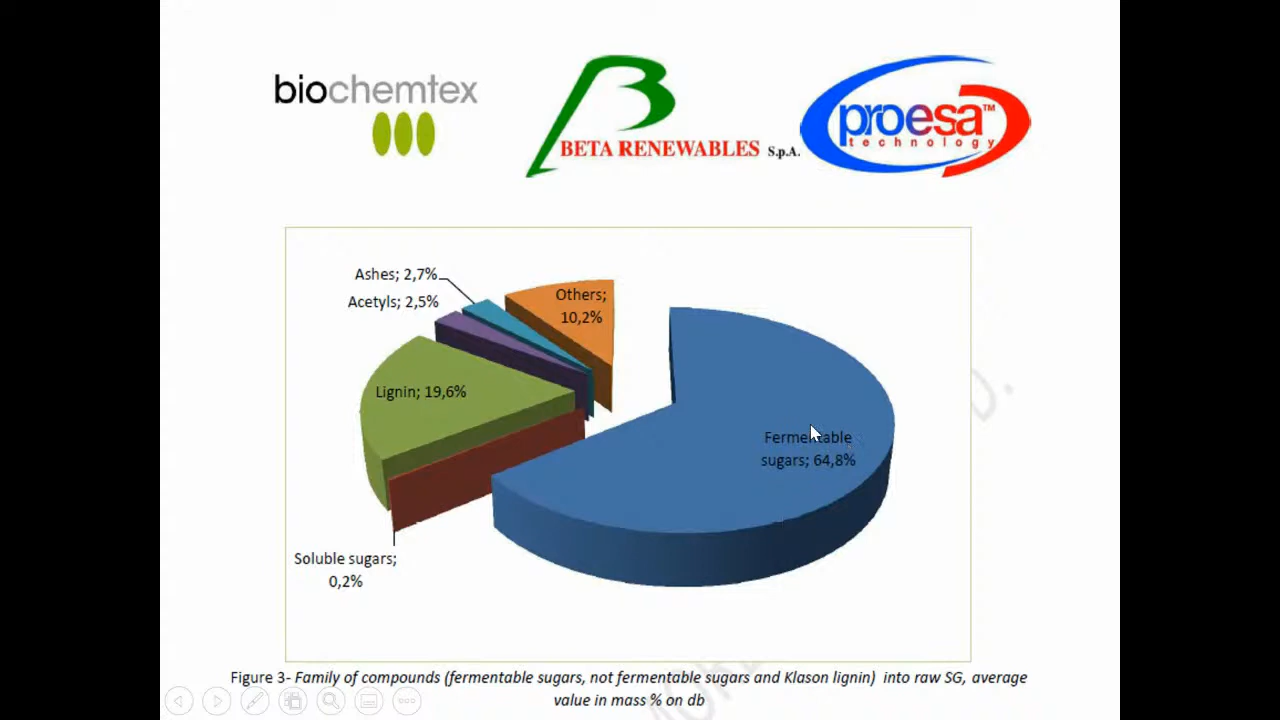 biochemtex
BETA RENEWABLES S.p.A.
proesa™
technology
Ashes; 2,7%
Acetyls; 2,5%
Others;
10,2%
Lignin; 19,6%
Fermentable
sugars; 64,8%
Soluble sugars;
0,2%
Figure 3- Family of compounds (fermentable sugars, not fermentable sugars and Klason lignin) into raw SG, average
value in mass % on db